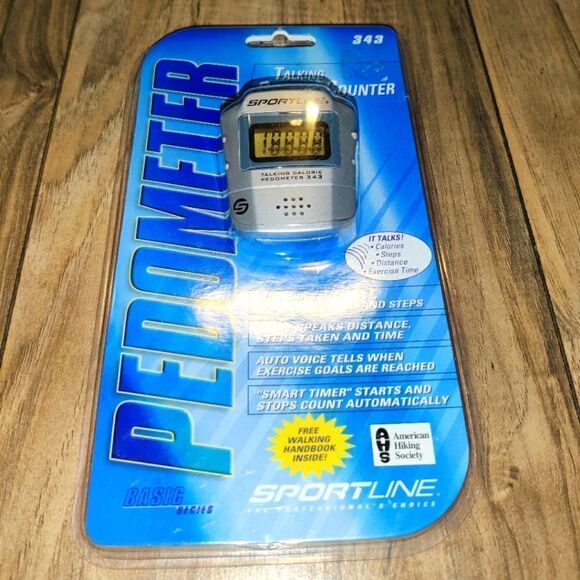 343
TALKING
COUNTER
PEDOMETER
SPORTLINE®
TALKING CALORIE
PEDOMETER 343
IT TALKS!
• Calories
• Steps
• Distance
• Exercise Time
AND STEPS
SPEAKS DISTANCE,
STEPS TAKEN AND TIME
AUTO VOICE TELLS WHEN
EXERCISE GOALS ARE REACHED
"SMART TIMER" STARTS AND
STOPS COUNT AUTOMATICALLY
FREE
WALKING
HANDBOOK
INSIDE!
AHS
American
Hiking
Society
BASIC
SERIES
SPORTLINE®
THE PROFESSIONAL'S CHOICE